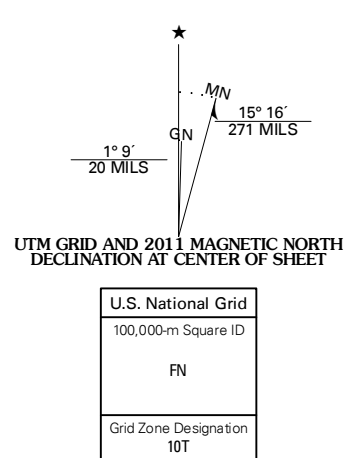 ★
MN
15° 16´
271 MILS
GN
1° 9´
20 MILS
UTM GRID AND 2011 MAGNETIC NORTH
DECLINATION AT CENTER OF SHEET
U.S. National Grid
100,000-m Square ID
FN
Grid Zone Designation
10T